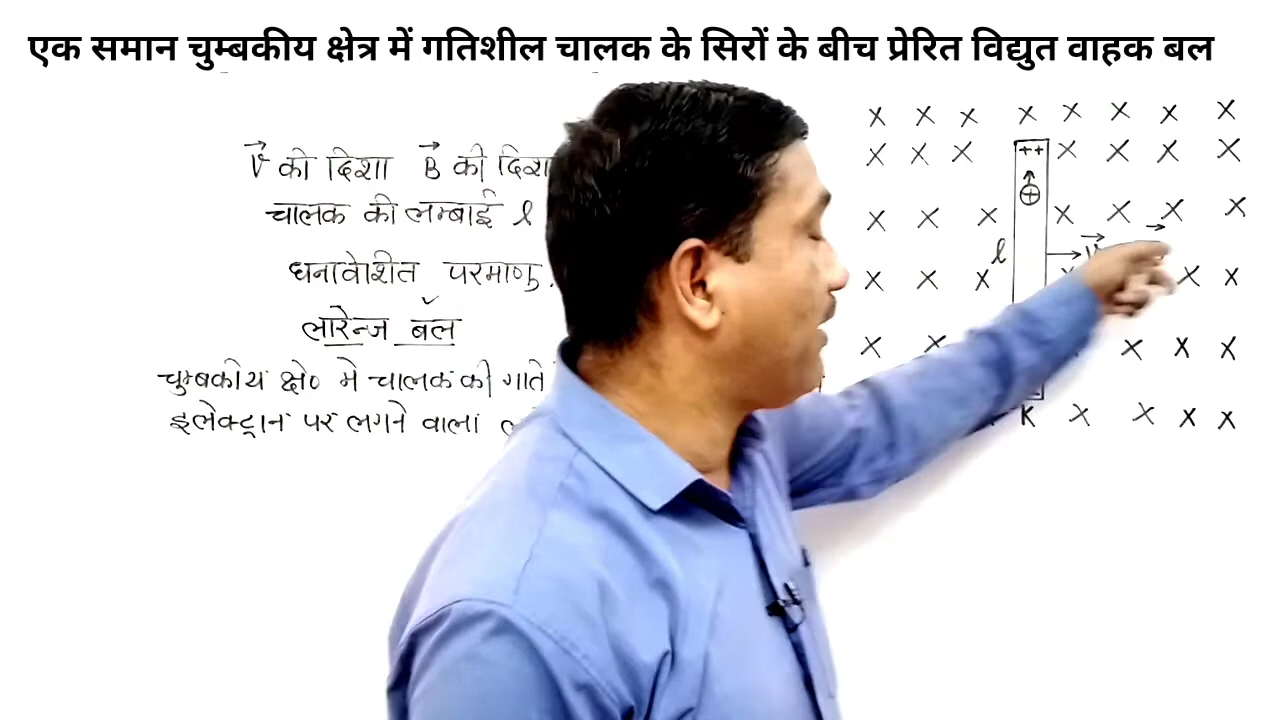 एक समान चुम्बकीय क्षेत्र में गतिशील चालक के सिरों के बीच प्रेरित विद्युत वाहक बल
V की दिशा B की दिशा
चालक की लम्बाई l
धनावेशित परमाणु
लारेन्ज बल
चुम्बकीय क्षे० मे चालक की गति
इलेक्ट्रान पर लगने वाला
X X X X X X X X
X X X ++ X X X X
+
X X X X X X X
l V
X X X X X X
X X X X X
K X X X X